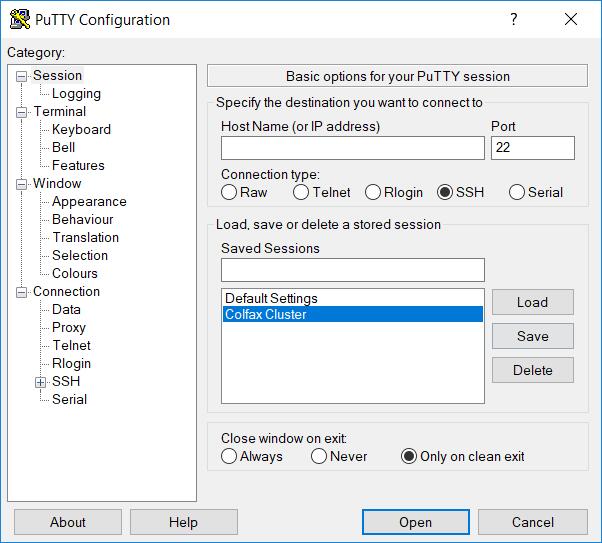 PuTTY Configuration
?
Category:
Session
Logging
Terminal
Keyboard
Bell
Features
Window
Appearance
Behaviour
Translation
Selection
Colours
Connection
Data
Proxy
Telnet
Rlogin
SSH
Serial
Basic options for your PuTTY session
Specify the destination you want to connect to
Host Name (or IP address) Port
22
Connection type:
Raw Telnet Rlogin SSH Serial
Load, save or delete a stored session
Saved Sessions
Default Settings
Colfax Cluster
Load
Save
Delete
Close window on exit:
Always Never Only on clean exit
About Help Open Cancel